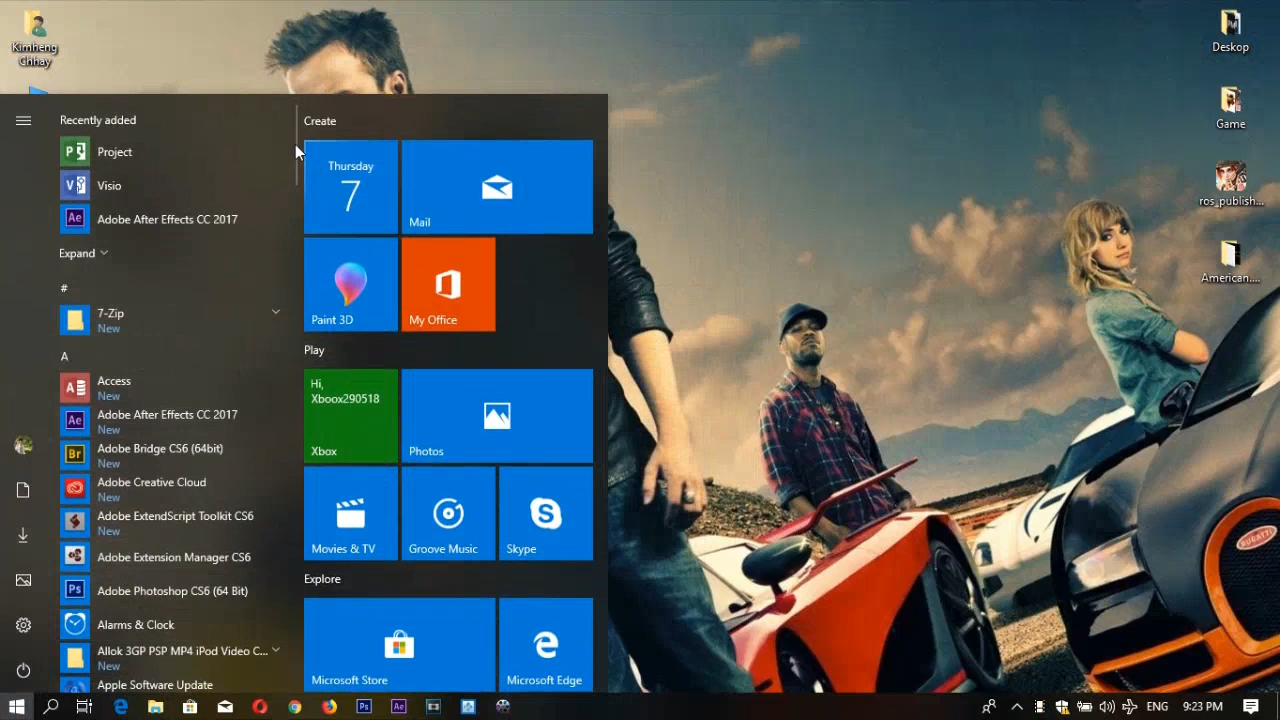 Kimheng
Chhay
Deskop
Game
ros_publish...
American....
Recently added
Project
Visio
Adobe After Effects CC 2017
Expand
#
7-Zip
New
A
Access
New
Adobe After Effects CC 2017
New
Adobe Bridge CS6 (64bit)
New
Adobe Creative Cloud
New
Adobe ExtendScript Toolkit CS6
New
Adobe Extension Manager CS6
Adobe Photoshop CS6 (64 Bit)
Alarms & Clock
Allok 3GP PSP MP4 iPod Video C...
New
Apple Software Update
Create
Thursday
7
Mail
Paint 3D
My Office
Play
Hi,
Xboox290518
Xbox
Photos
Movies & TV
Groove Music
Skype
Explore
Microsoft Store
Microsoft Edge
BUGATTI
ENG
9:23 PM